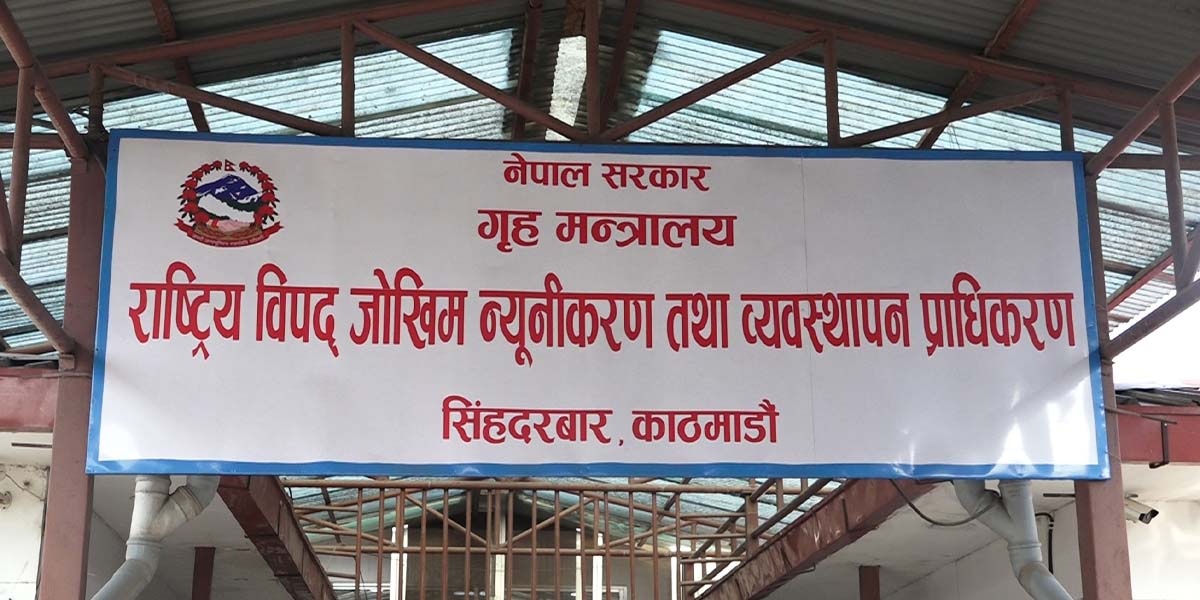 नेपाल सरकार
गृह मन्त्रालय
राष्ट्रिय विपद् जोखिम न्यूनीकरण तथा व्यवस्थापन प्राधिकरण
सिंहदरबार, काठमाडौं